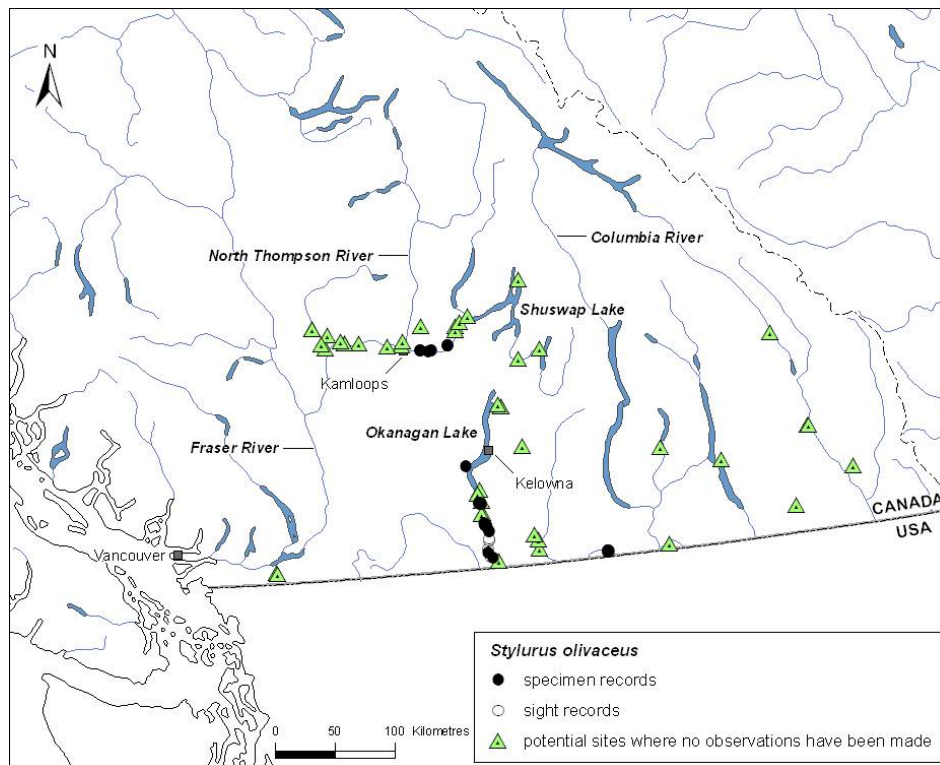 N
North Thompson River
Columbia River
Shuswap Lake
Kamloops
Okanagan Lake
Fraser River
Kelowna
CANADA
USA
Vancouver
Stylurus olivaceus
specimen records
sight records
potential sites where no observations have been made
0 50 100 Kilometres